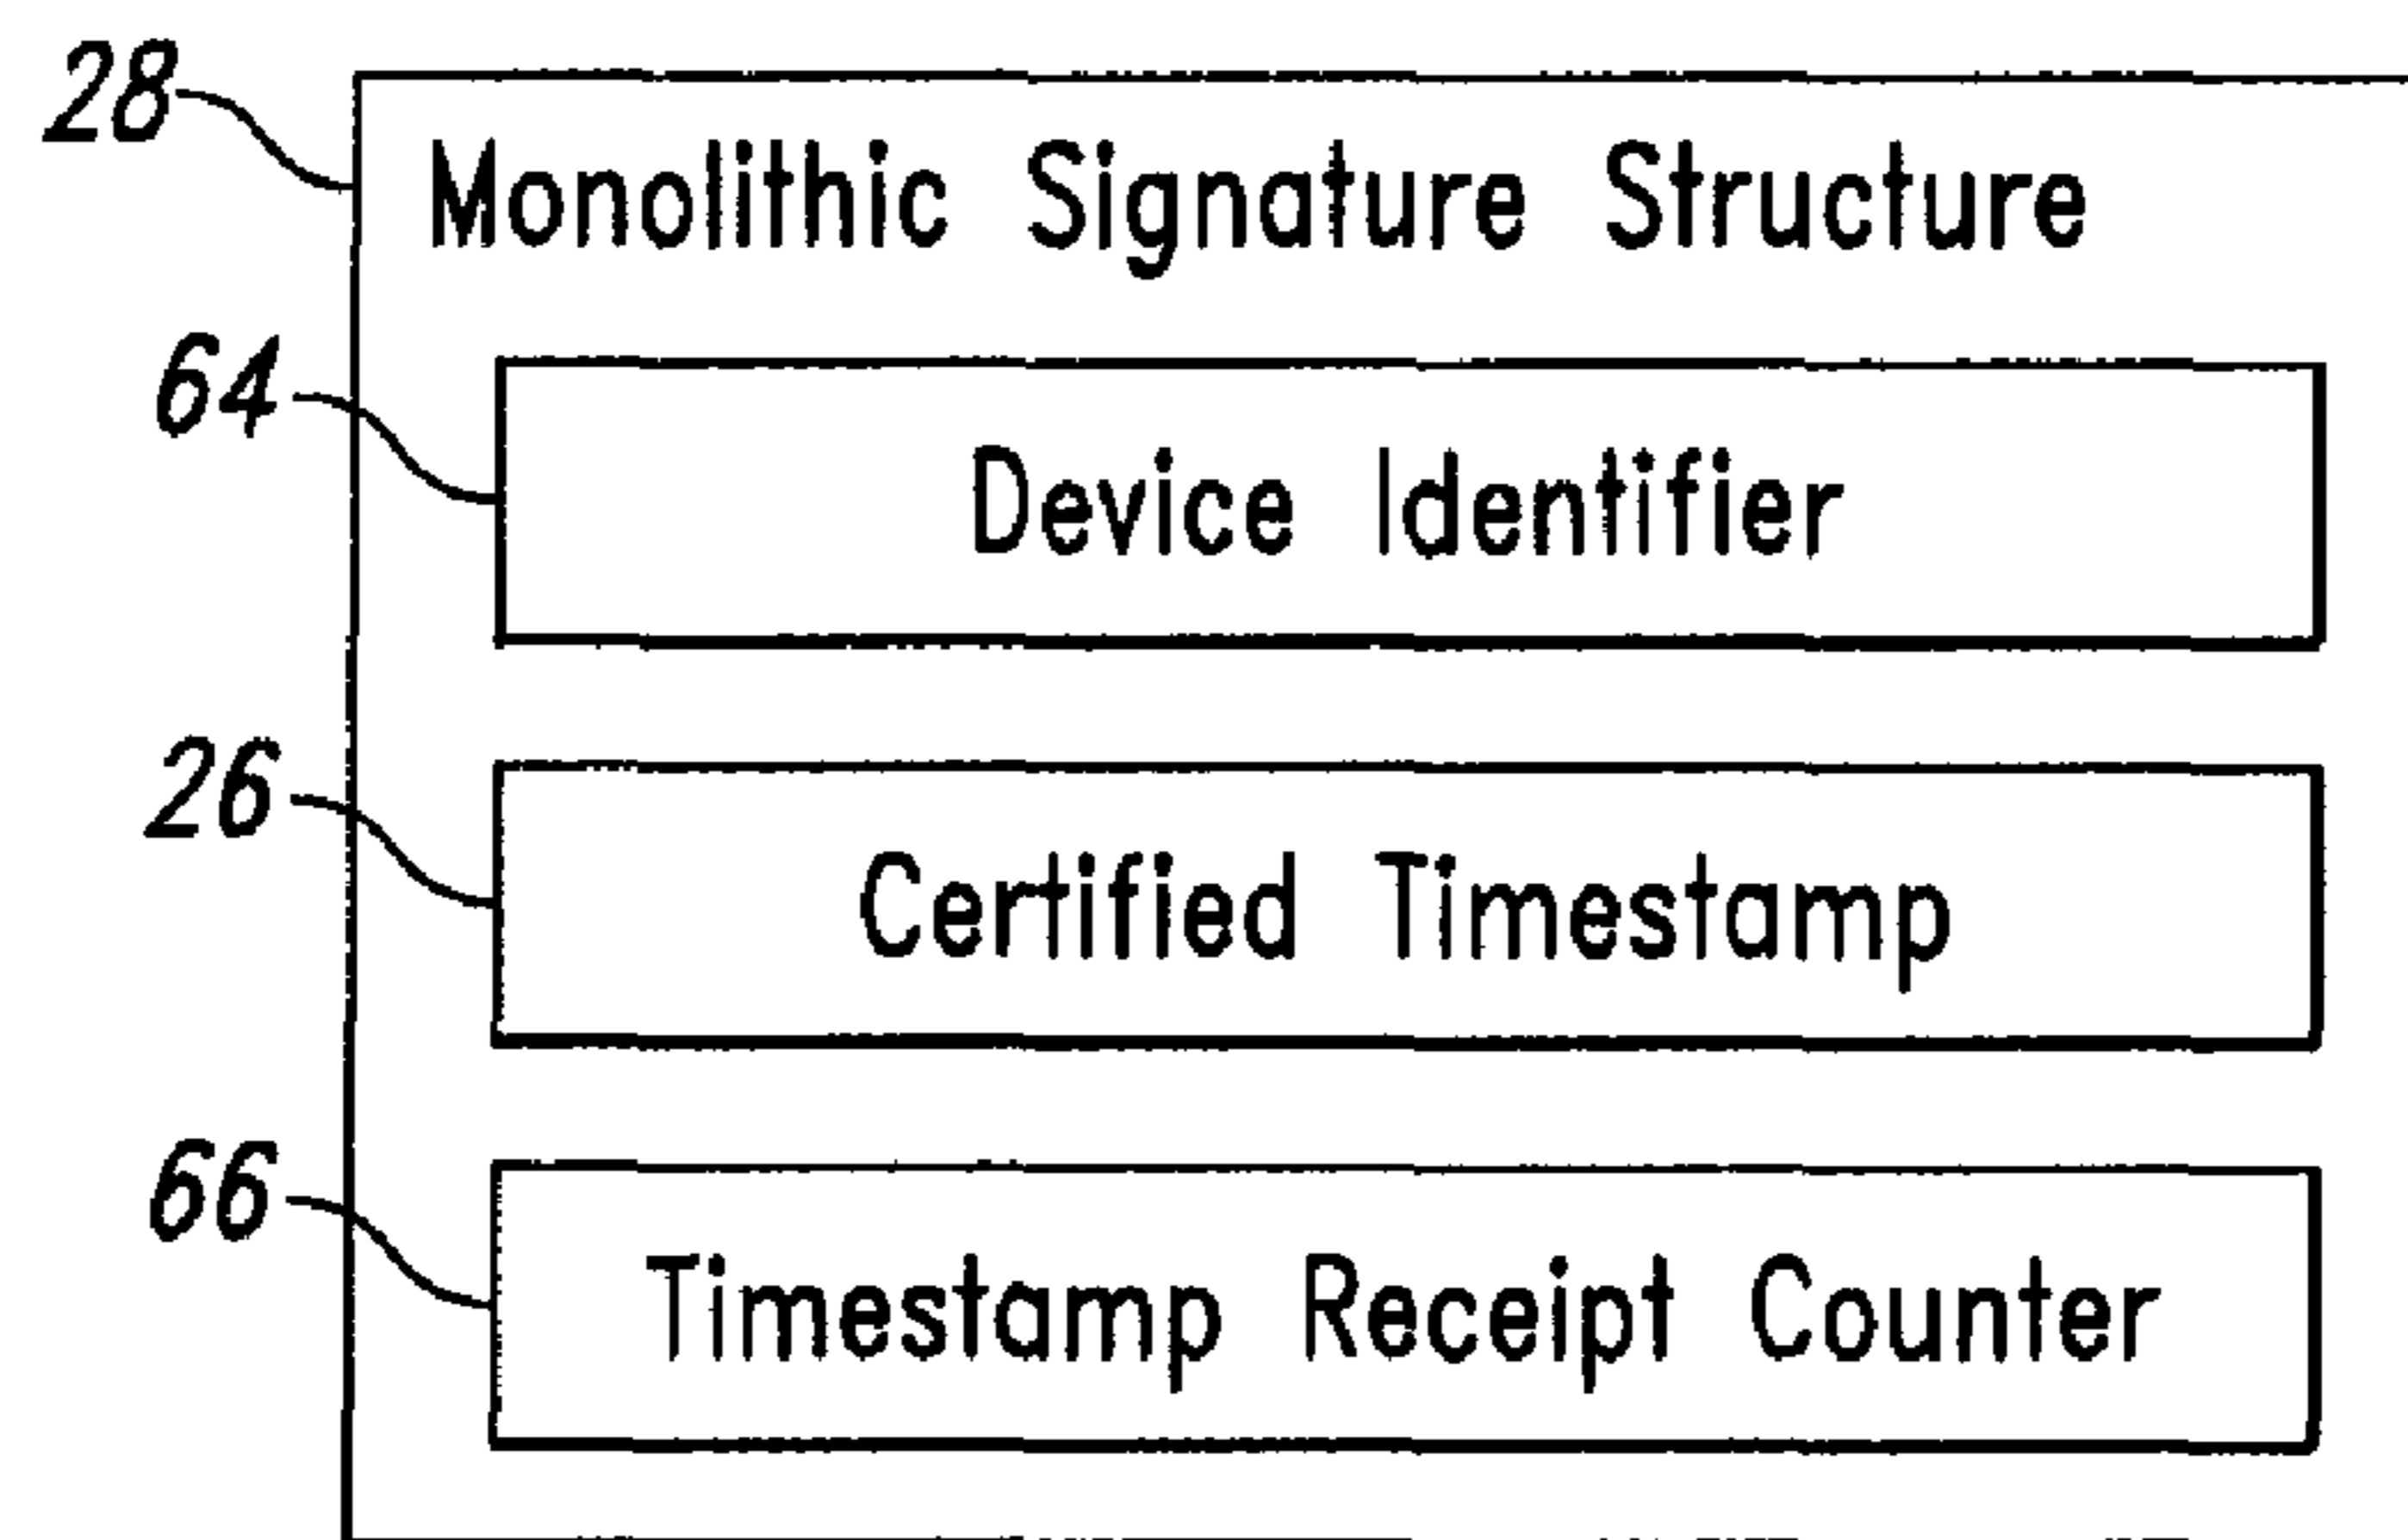 28
Monolithic Signature Structure
64
Device Identifier
26
Certified Timestamp
66
Timestamp Receipt Counter